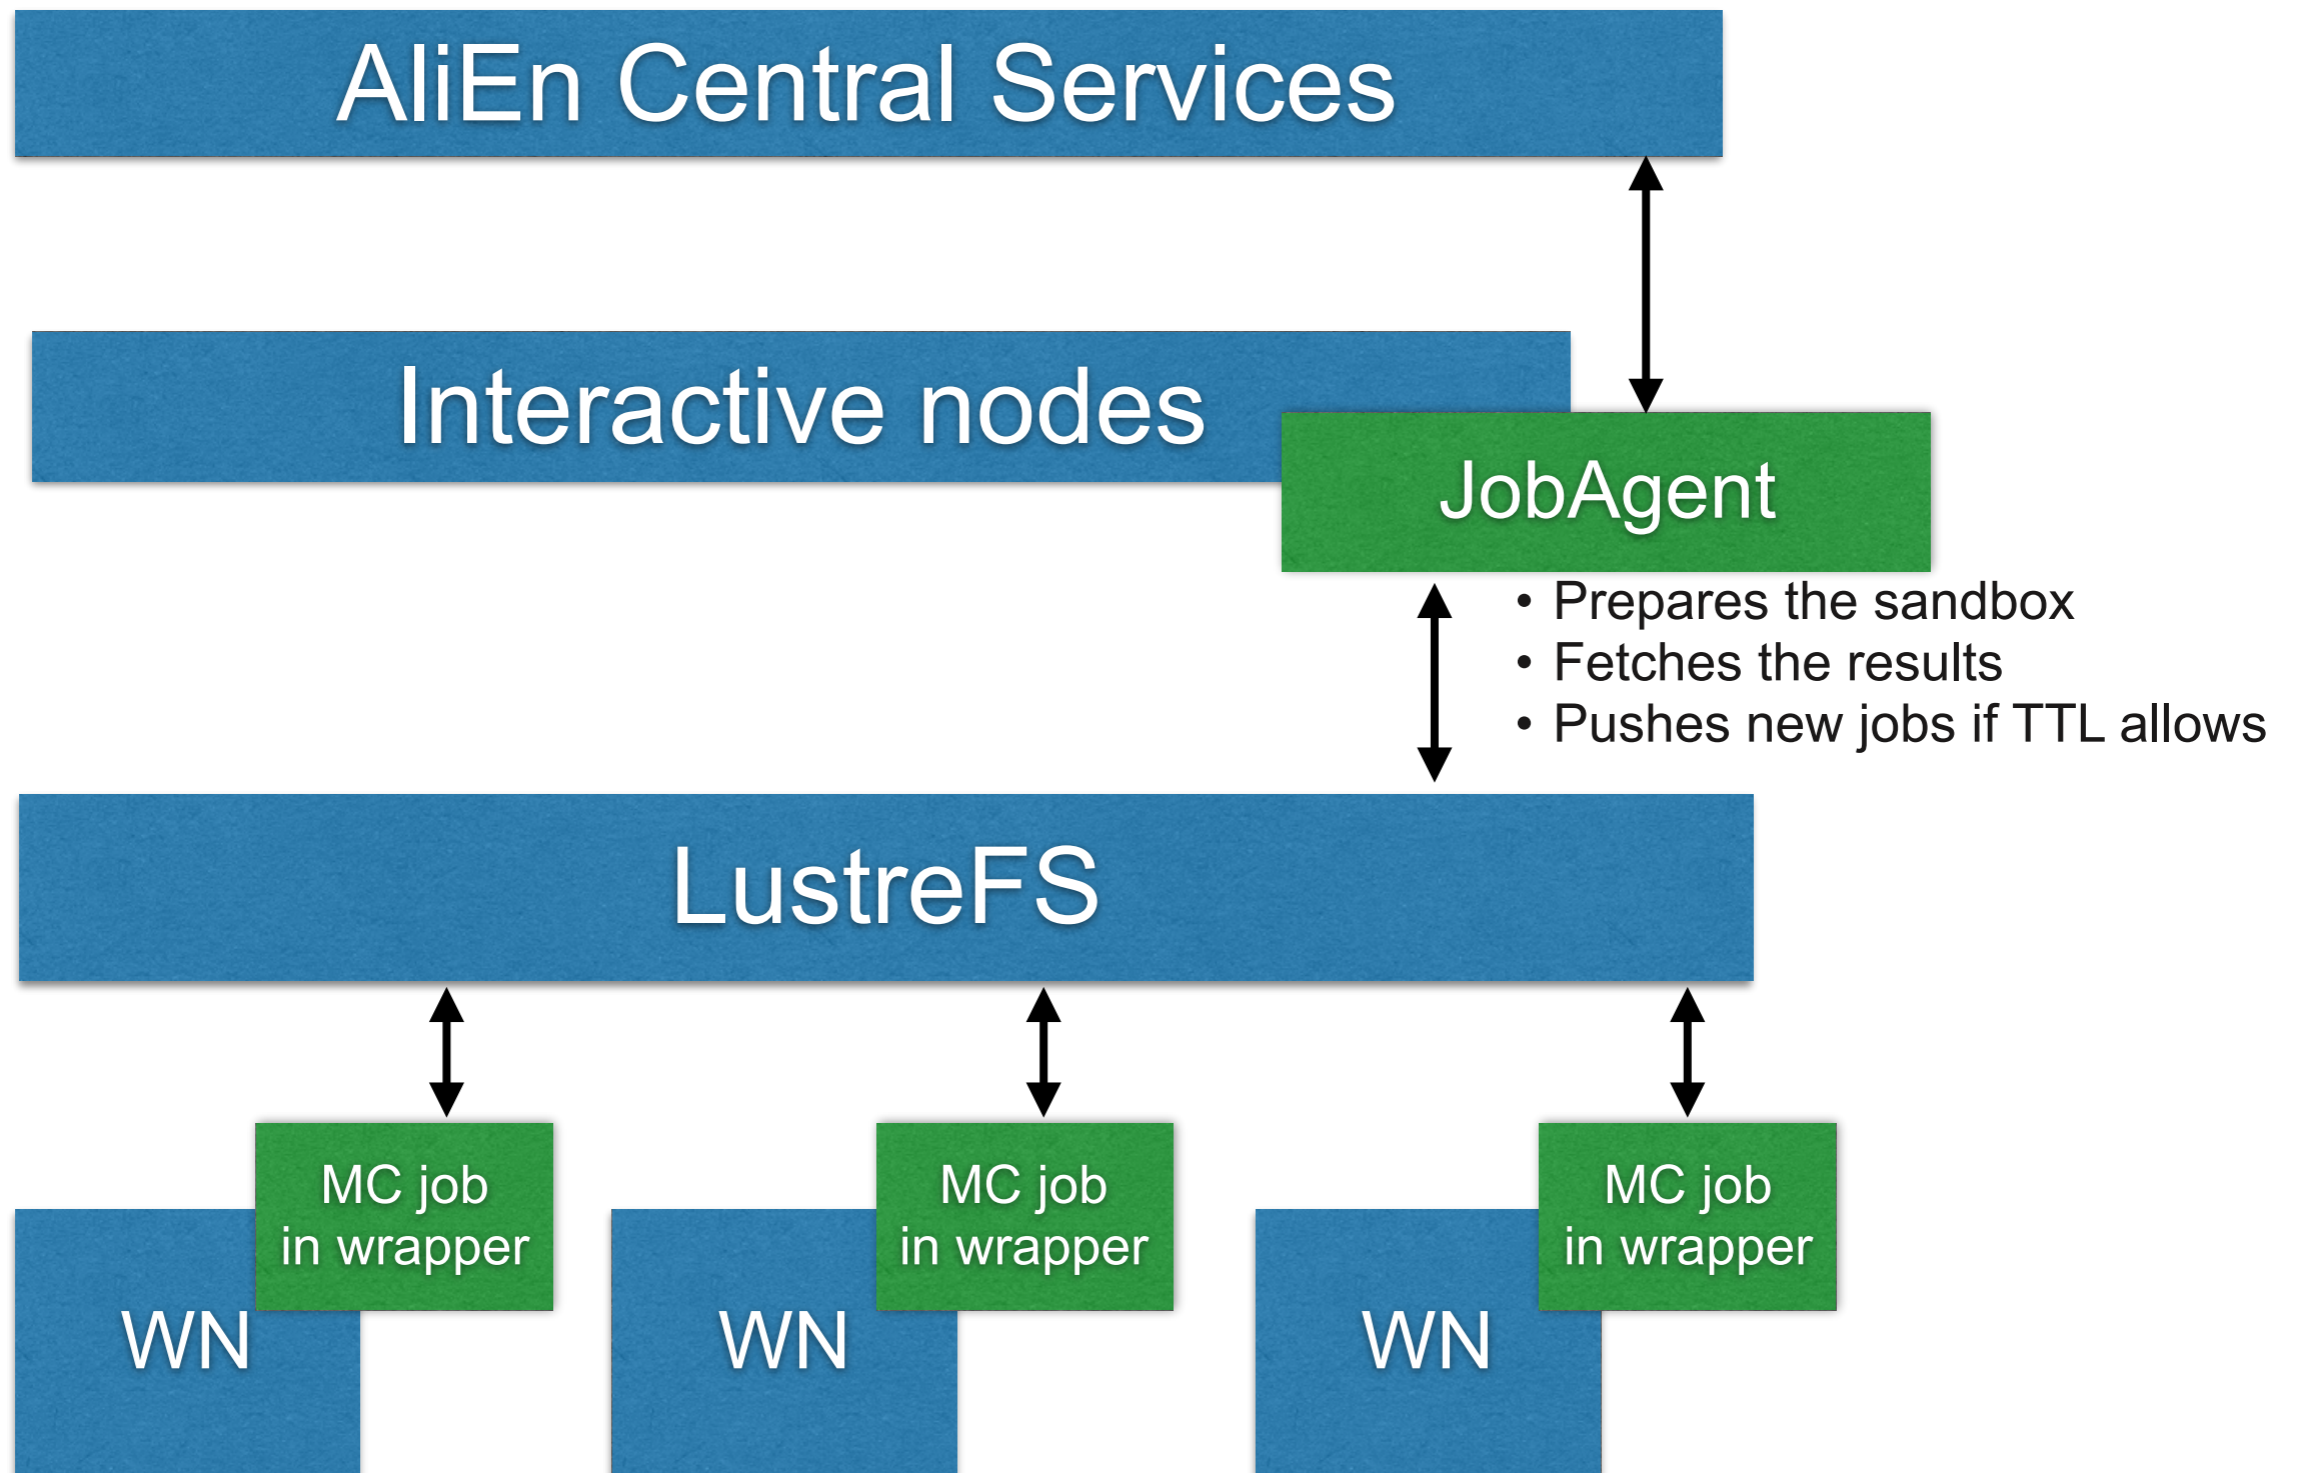 AliEn Central Services
Interactive nodes
JobAgent
• Prepares the sandbox
• Fetches the results
• Pushes new jobs if TTL allows
LustreFS
MC job
in wrapper
WN
MC job
in wrapper
WN
MC job
in wrapper
WN